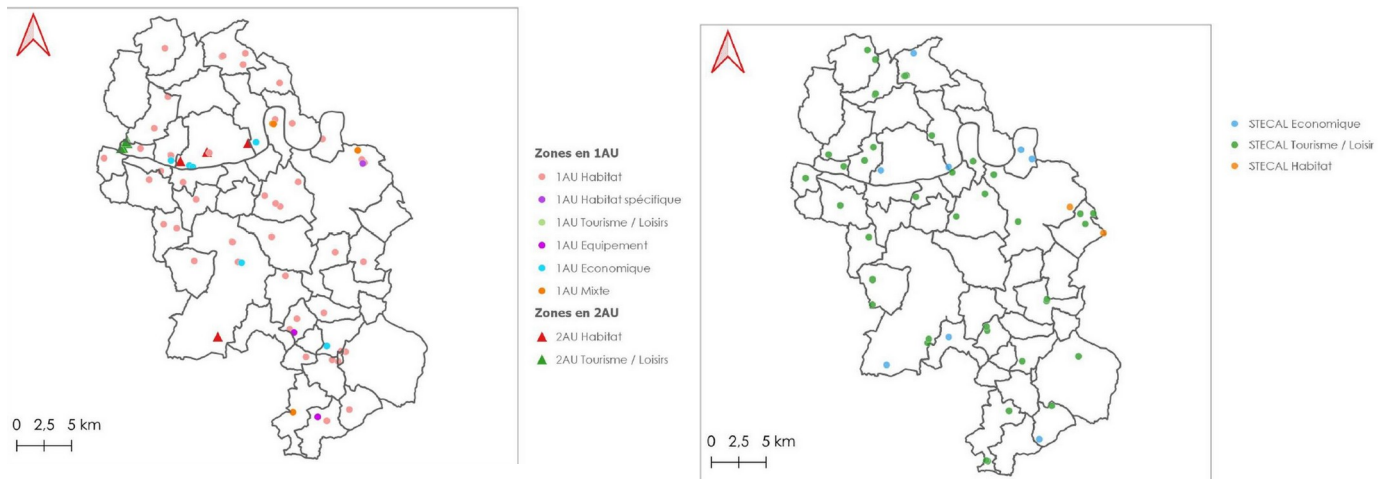 Zones en 1AU
1AU Habitat
1AU Habitat spécifique
1AU Tourisme / Loisirs
1AU Equipement
1AU Economique
1AU Mixte
Zones en 2AU
2AU Habitat
2AU Tourisme / Loisirs
0 2,5 5 km
STECAL Economique
STECAL Tourisme / Loisir
STECAL Habitat
0 2,5 5 km